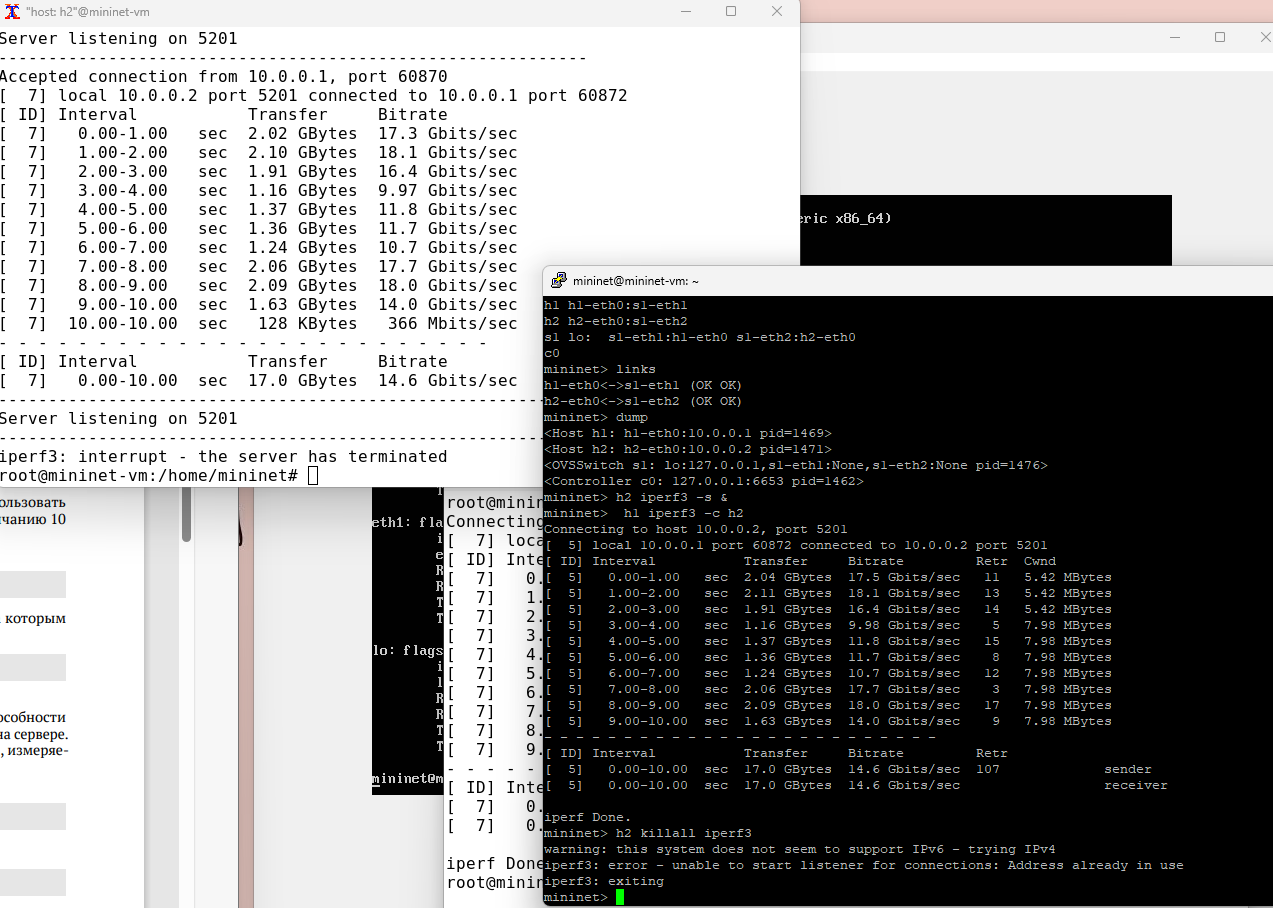 "host: h2"@mininet-vm
Server listening on 5201
-----------------------------------------------------------
Accepted connection from 10.0.0.1, port 60870
[  7] local 10.0.0.2 port 5201 connected to 10.0.0.1 port 60872
[ ID] Interval           Transfer     Bitrate
[  7]   0.00-1.00   sec  2.02 GBytes  17.3 Gbits/sec
[  7]   1.00-2.00   sec  2.10 GBytes  18.1 Gbits/sec
[  7]   2.00-3.00   sec  1.91 GBytes  16.4 Gbits/sec
[  7]   3.00-4.00   sec  1.16 GBytes  9.97 Gbits/sec
[  7]   4.00-5.00   sec  1.37 GBytes  11.8 Gbits/sec
[  7]   5.00-6.00   sec  1.36 GBytes  11.7 Gbits/sec
[  7]   6.00-7.00   sec  1.24 GBytes  10.7 Gbits/sec
[  7]   7.00-8.00   sec  2.06 GBytes  17.7 Gbits/sec
[  7]   8.00-9.00   sec  2.09 GBytes  18.0 Gbits/sec
[  7]   9.00-10.00  sec  1.63 GBytes  14.0 Gbits/sec
[  7]  10.00-10.00  sec   128 KBytes   366 Mbits/sec
- - - - - - - - - - - - - - - - - - - - - - - - -
[ ID] Interval           Transfer     Bitrate
[  7]   0.00-10.00  sec  17.0 GBytes  14.6 Gbits/sec
-------------------------------------------------------
Server listening on 5201
-------------------------------------------------------
iperf3: interrupt - the server has terminated
root@mininet-vm:/home/mininet#
eric x86_64)
ользовать
чанию 10
которым
особности
на сервере.
, измеряе-
eth1: fla
lo: flags
mininet@m
root@minin
Connecting
[  7] loca
[ ID] Inte
[  7]   0.
[  7]   1.
[  7]   2.
[  7]   3.
[  7]   4.
[  7]   5.
[  7]   6.
[  7]   7.
[  7]   8.
[  7]   9.
- - - - -
[ ID] Inte
[  7]   0.
[  7]   0.
iperf Done
root@minin
mininet@mininet-vm: ~
h1 h1-eth0:s1-eth1
h2 h2-eth0:s1-eth2
s1 lo:  s1-eth1:h1-eth0 s1-eth2:h2-eth0
c0
mininet> links
h1-eth0<->s1-eth1 (OK OK)
h2-eth0<->s1-eth2 (OK OK)
mininet> dump
<Host h1: h1-eth0:10.0.0.1 pid=1469>
<Host h2: h2-eth0:10.0.0.2 pid=1471>
<OVSSwitch s1: lo:127.0.0.1,s1-eth1:None,s1-eth2:None pid=1476>
<Controller c0: 127.0.0.1:6653 pid=1462>
mininet> h2 iperf3 -s &
mininet>  h1 iperf3 -c h2
Connecting to host 10.0.0.2, port 5201
[  5] local 10.0.0.1 port 60872 connected to 10.0.0.2 port 5201
[ ID] Interval           Transfer     Bitrate         Retr  Cwnd
[  5]   0.00-1.00   sec  2.04 GBytes  17.5 Gbits/sec   11   5.42 MBytes
[  5]   1.00-2.00   sec  2.11 GBytes  18.1 Gbits/sec   13   5.42 MBytes
[  5]   2.00-3.00   sec  1.91 GBytes  16.4 Gbits/sec   14   5.42 MBytes
[  5]   3.00-4.00   sec  1.16 GBytes  9.98 Gbits/sec    5   7.98 MBytes
[  5]   4.00-5.00   sec  1.37 GBytes  11.8 Gbits/sec   15   7.98 MBytes
[  5]   5.00-6.00   sec  1.36 GBytes  11.7 Gbits/sec    8   7.98 MBytes
[  5]   6.00-7.00   sec  1.24 GBytes  10.7 Gbits/sec   12   7.98 MBytes
[  5]   7.00-8.00   sec  2.06 GBytes  17.7 Gbits/sec    3   7.98 MBytes
[  5]   8.00-9.00   sec  2.09 GBytes  18.0 Gbits/sec   17   7.98 MBytes
[  5]   9.00-10.00  sec  1.63 GBytes  14.0 Gbits/sec    9   7.98 MBytes
- - - - - - - - - - - - - - - - - - - - - - - - -
[ ID] Interval           Transfer     Bitrate         Retr
[  5]   0.00-10.00  sec  17.0 GBytes  14.6 Gbits/sec  107             sender
[  5]   0.00-10.00  sec  17.0 GBytes  14.6 Gbits/sec                  receiver
iperf Done.
mininet> h2 killall iperf3
warning: this system does not seem to support IPv6 - trying IPv4
iperf3: error - unable to start listener for connections: Address already in use
iperf3: exiting
mininet>